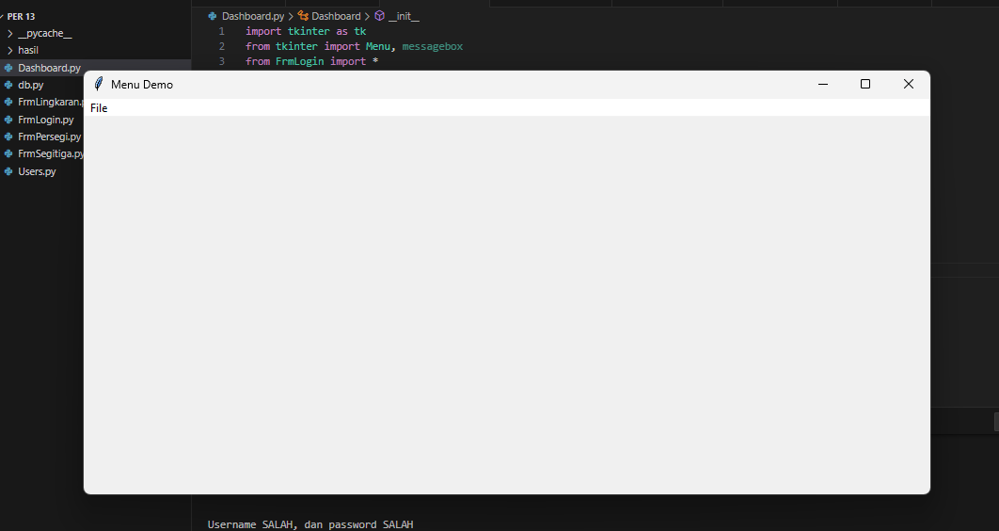 PER 13
__pycache__
hasil
Dashboard.py
db.py
FrmLingkaran.p
FrmLogin.py
FrmPersegi.py
FrmSegitiga.py
Users.py
Dashboard.py > Dashboard > __init__
1 import tkinter as tk
2 from tkinter import Menu, messagebox
3 from FrmLogin import *
Menu Demo
File
Username SALAH, dan password SALAH